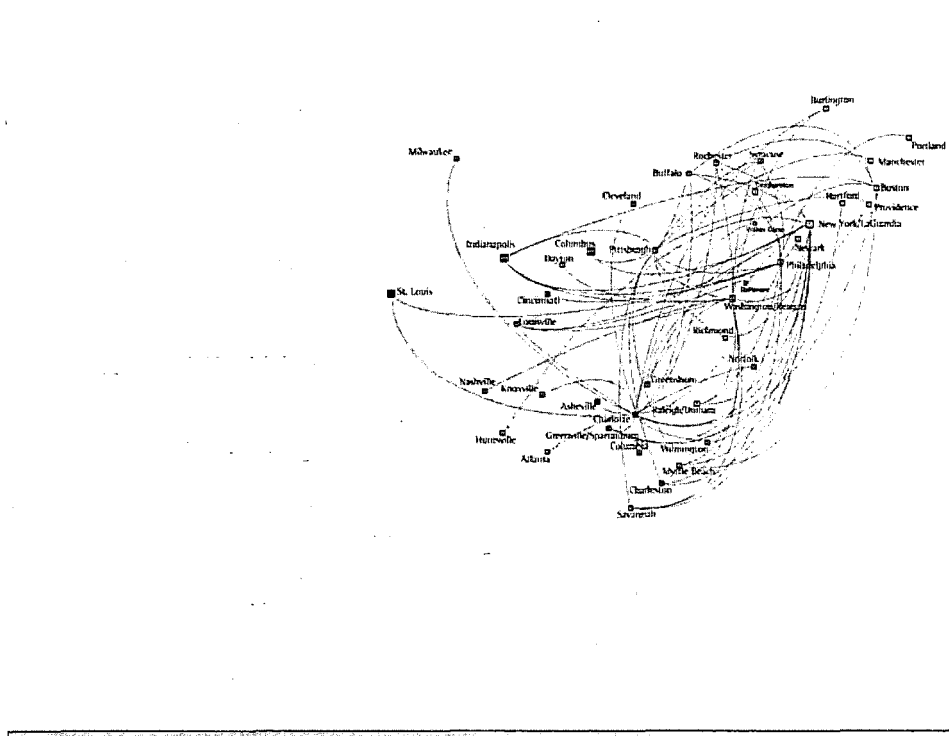 Burlington
Portland
Milwaukee
Rochester
Syracuse
Manchester
Buffalo
Boston
Cleveland
Hartford
Providence
New York/LaGuardia
Newark
Indianapolis
Columbus
Pittsburgh
Dayton
Philadelphia
St. Louis
Cincinnati
Washington/Reagan
Louisville
Richmond
Norfolk
Nashville
Knoxville
Greensboro
Asheville
Raleigh/Durham
Charlotte
Huntsville
Greenville/Spartanburg
Columbia
Wilmington
Atlanta
Myrtle Beach
Charleston
Savannah